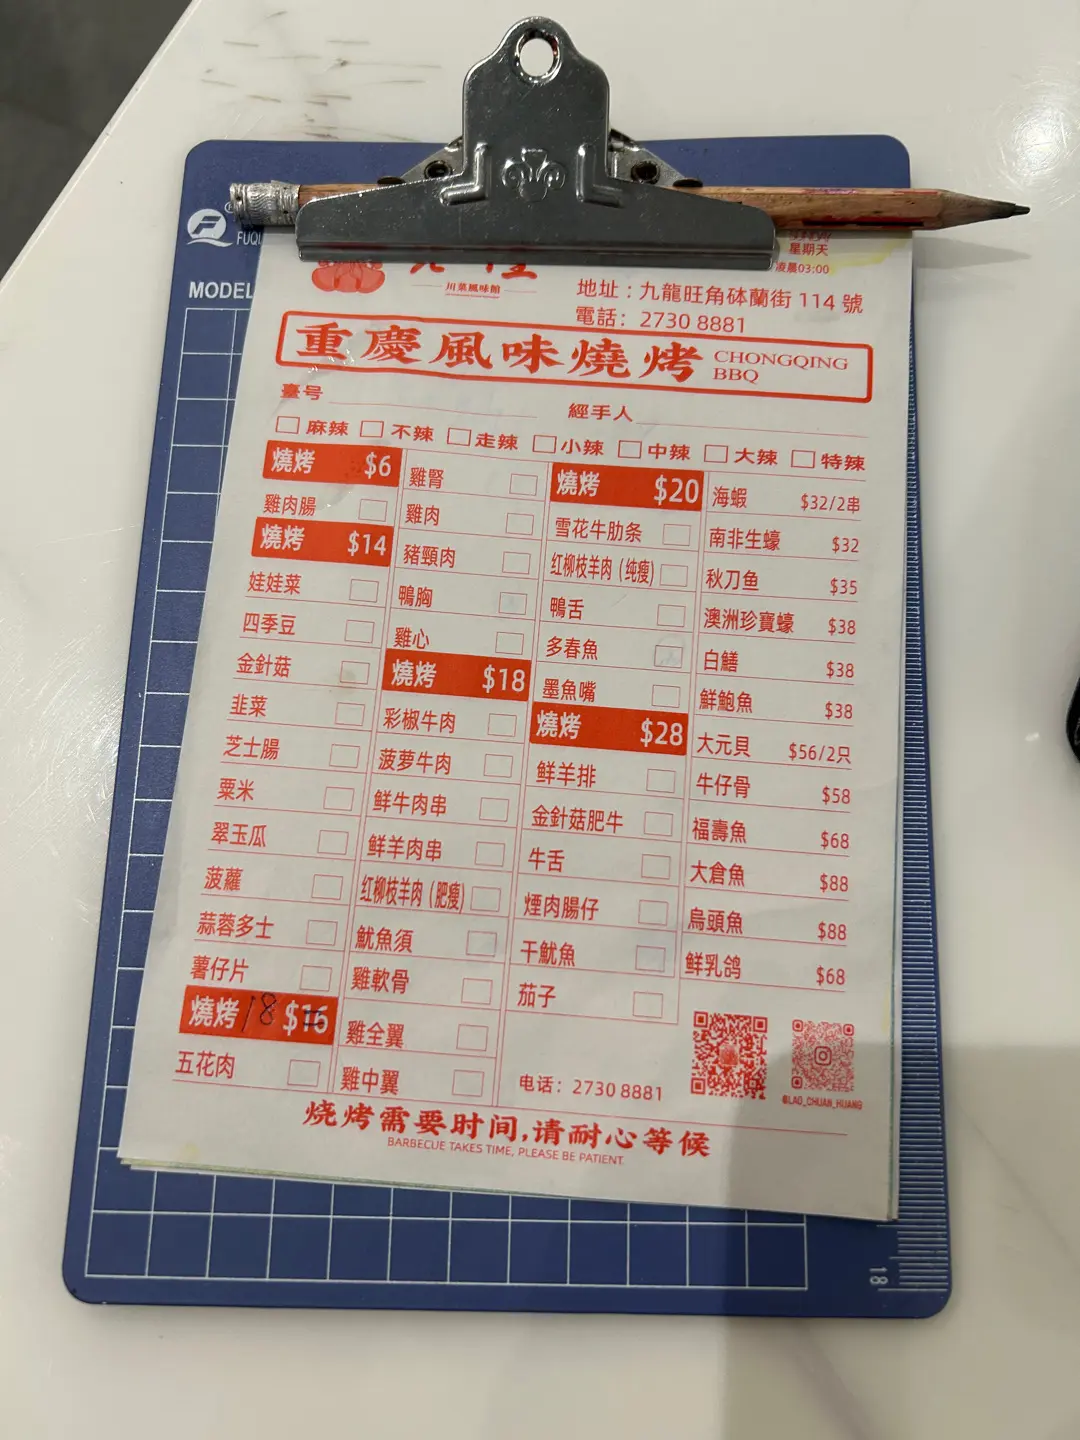 FUQI
MODEL
星期天
凌晨03:00
川菜風味館
地址：九龍旺角砵蘭街 114 號
電話：2730 8881
重慶風味燒烤 CHONGQING BBQ
臺号 經手人
麻辣 不辣 走辣 小辣 中辣 大辣 特辣
燒烤 $6
雞肉腸
燒烤 $14
娃娃菜
四季豆
金針菇
韭菜
芝士腸
粟米
翠玉瓜
菠蘿
蒜蓉多士
薯仔片
燒烤 18 $16
五花肉
雞腎
雞肉
豬頸肉
鴨胸
雞心
燒烤 $18
彩椒牛肉
菠萝牛肉
鲜牛肉串
鲜羊肉串
红柳枝羊肉（肥瘦）
魷魚須
雞軟骨
雞全翼
雞中翼
燒烤 $20
雪花牛肋条
红柳枝羊肉（纯瘦）
鴨舌
多春魚
墨魚嘴
燒烤 $28
鲜羊排
金針菇肥牛
牛舌
煙肉腸仔
干魷魚
茄子
海蝦 $32/2串
南非生蠔 $32
秋刀鱼 $35
澳洲珍寶蠔 $38
白鱔 $38
鮮鮑魚 $38
大元貝 $56/2只
牛仔骨 $58
福壽魚 $68
大倉魚 $88
烏頭魚 $88
鲜乳鸽 $68
电话：2730 8881
@LAO_CHUAN_HUANG
烧烤需要时间,请耐心等候
BARBECUE TAKES TIME, PLEASE BE PATIENT.
18